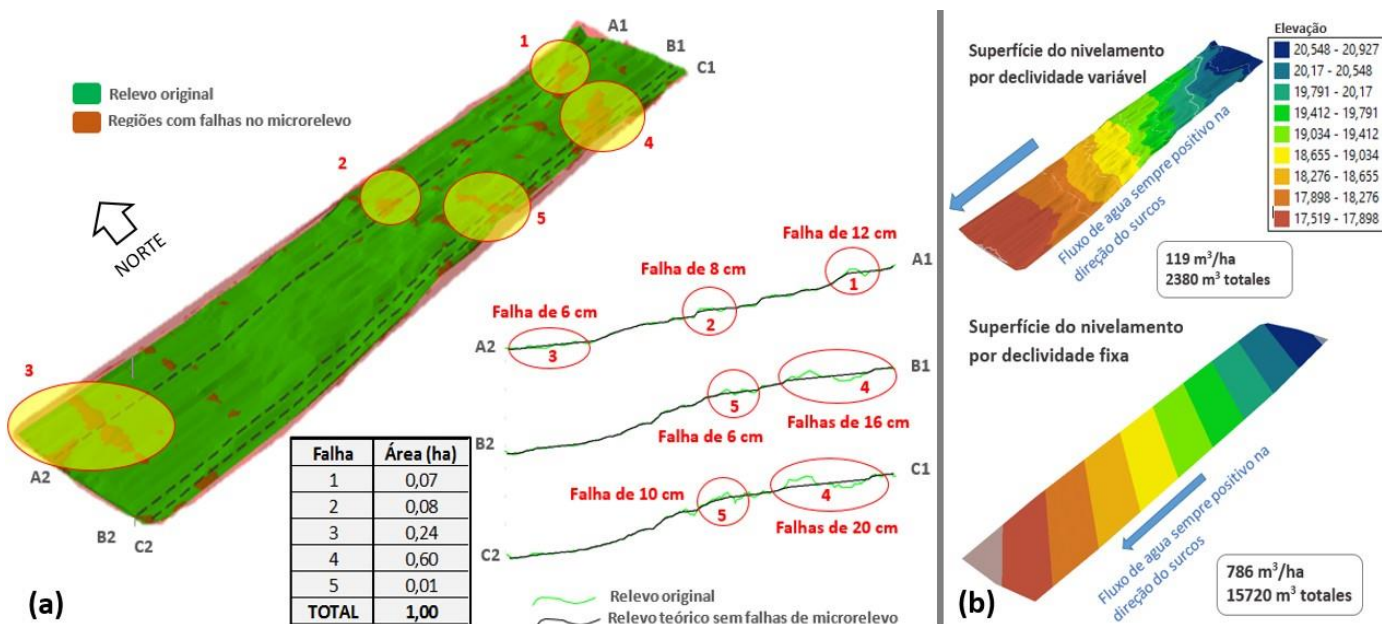 Relevo original
Regiões com falhas no microrelevo
NORTE
1
2
3
4
5
A1
B1
C1
A2
B2
C2
Falha Área (ha)
1 0,07
2 0,08
3 0,24
4 0,60
5 0,01
TOTAL 1,00
(a)
Falha de 12 cm
A1
Falha de 8 cm
1
Falha de 6 cm
2
A2
3
B1
5
4
Falha de 6 cm
Falhas de 16 cm
B2
C1
Falha de 10 cm
4
5
Falhas de 20 cm
C2
Relevo original
Relevo teórico sem falhas de microrelevo
Superfície do nivelamento
por declividade variável
Elevação
20,548 - 20,927
20,17 - 20,548
19,791 - 20,17
19,412 - 19,791
19,034 - 19,412
18,655 - 19,034
18,276 - 18,655
17,898 - 18,276
17,519 - 17,898
Fluxo de agua sempre positivo na
direção do surcos
119 m³/ha
2380 m³ totales
Superfície do nivelamento
por declividade fixa
Fluxo de agua sempre positivo na
direção do surcos
786 m³/ha
15720 m³ totales
(b)